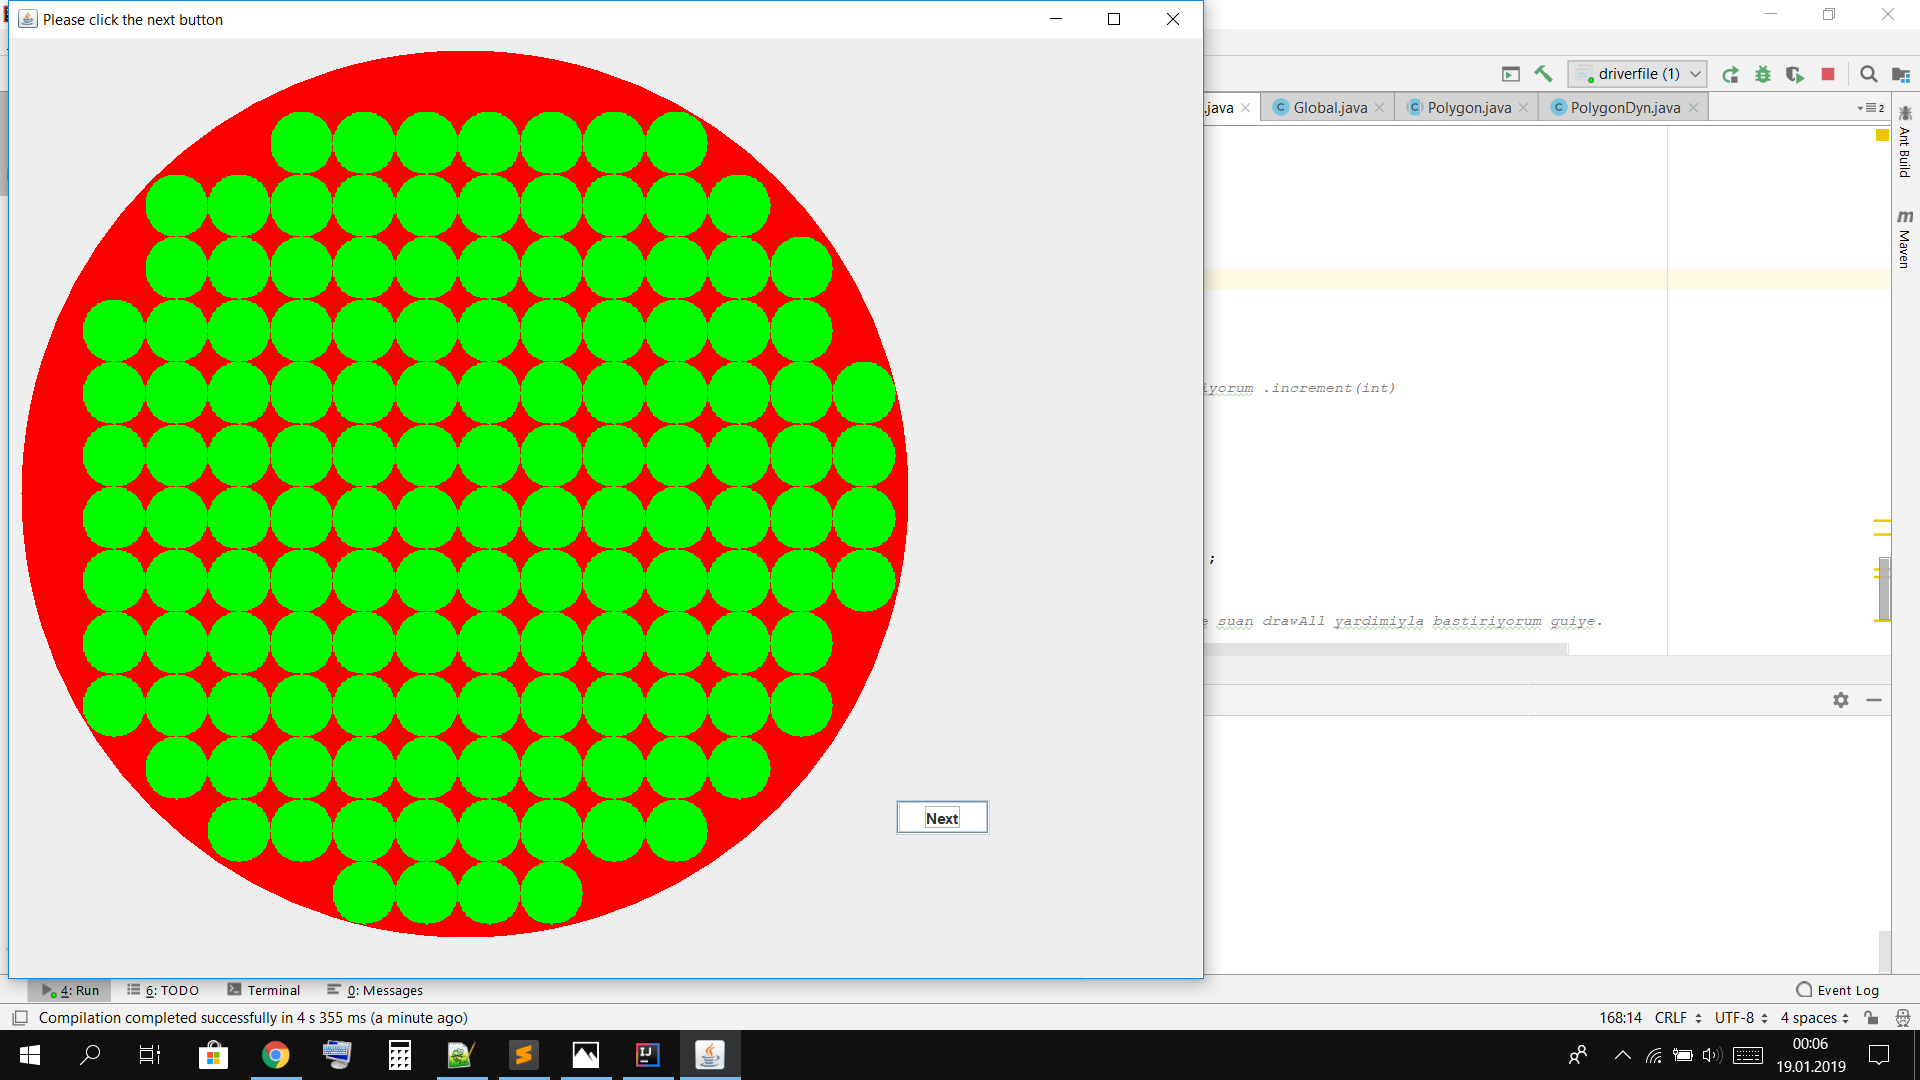 Please click the next button
driverfile (1)
.java
Global.java
Polygon.java
PolygonDyn.java
2
Ant Build
m
Maven
iyorum .increment(int)
;
e suan drawAll yardimiyla bastiriyorum guiye.
Next
4: Run
6: TODO
Terminal
0: Messages
Event Log
Compilation completed successfully in 4 s 355 ms (a minute ago)
168:14
CRLF
UTF-8
4 spaces
IJ
00:06
19.01.2019